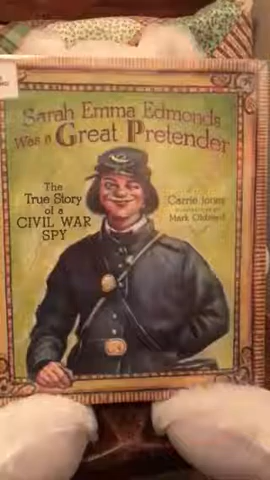 Sarah Emma Edmonds
Was a Great Pretender
The
True Story
of a
CIVIL WAR
SPY
Carrie Jones
Mark Oldroyd